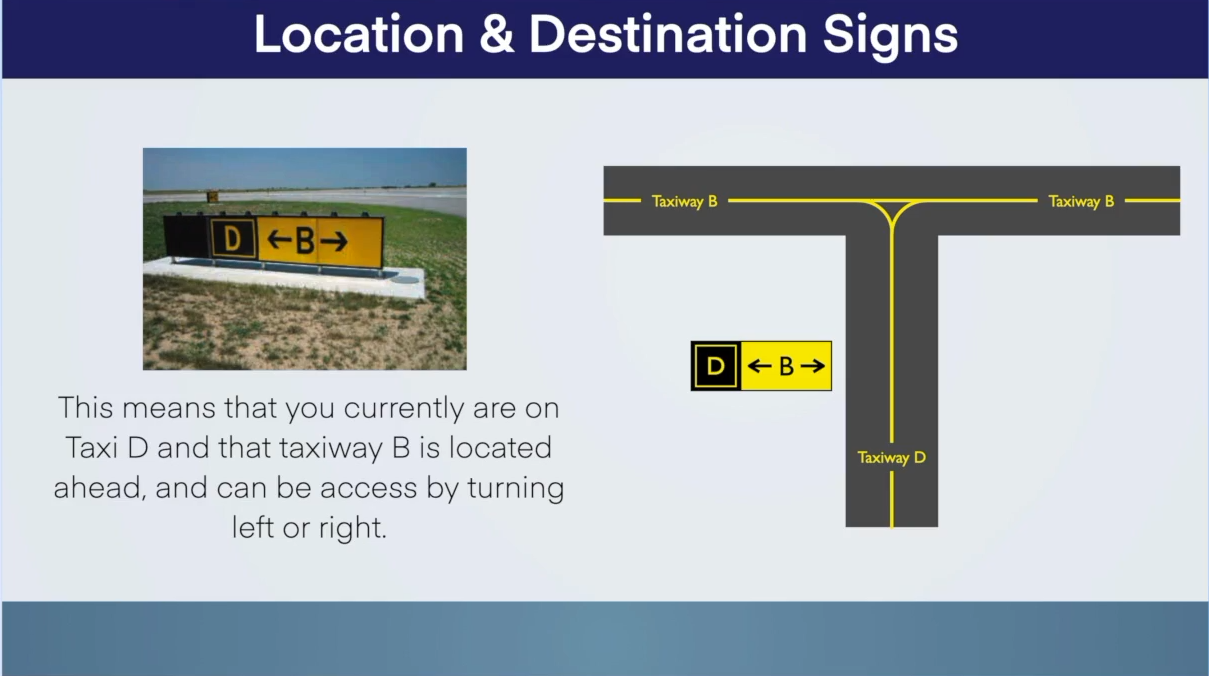 Location & Destination Signs
D ←B→
This means that you currently are on
Taxi D and that taxiway B is located
ahead, and can be access by turning
left or right.
Taxiway B
Taxiway B
D ← B →
Taxiway D